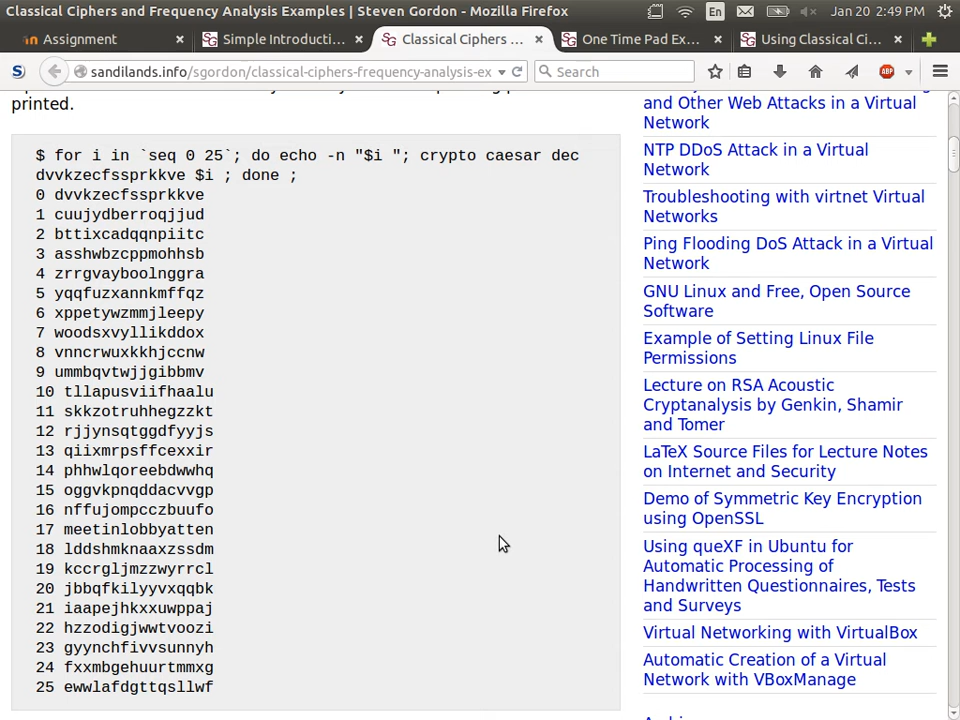 Classical Ciphers and Frequency Analysis Examples | Steven Gordon - Mozilla Firefox
En
Jan 20 2:49 PM
Assignment
Simple Introducti...
Classical Ciphers ...
One Time Pad Ex...
Using Classical Ci...
sandilands.info/sgordon/classical-ciphers-frequency-analysis-ex
Search
ABP
printed.
$ for i in `seq 0 25`; do echo -n "$i "; crypto caesar dec
dvvkzecfssprkkve $i ; done ;
0 dvvkzecfssprkkve
1 cuujydberroqjjud
2 bttixcadqqnpiitc
3 asshwbzcppmohhsb
4 zrrgvayboolnggra
5 yqqfuzxannkmffqz
6 xppetywzmmjleepy
7 woodsxvyllikddox
8 vnncrwuxkkhjccnw
9 ummbqvtwjjgibbmv
10 tllapusviifhaalu
11 skkzotruhhegzzkt
12 rjjynsqtggdfyyjs
13 qiixmrpsffcexxir
14 phhwlqoreebdwwhq
15 oggvkpnqddacvvgp
16 nffujompcczbuufo
17 meetinlobbyatten
18 lddshmknaaxzssdm
19 kccrgljmzzwyrrcl
20 jbbqfkilyyvxqqbk
21 iaapejhkxxuwppaj
22 hzzodigjwwtvoozi
23 gyynchfivvsunnyh
24 fxxmbgehuurtmmxg
25 ewwlafdgttqsllwf
and Other Web Attacks in a Virtual
Network
NTP DDoS Attack in a Virtual
Network
Troubleshooting with virtnet Virtual
Networks
Ping Flooding DoS Attack in a Virtual
Network
GNU Linux and Free, Open Source
Software
Example of Setting Linux File
Permissions
Lecture on RSA Acoustic
Cryptanalysis by Genkin, Shamir
and Tomer
LaTeX Source Files for Lecture Notes
on Internet and Security
Demo of Symmetric Key Encryption
using OpenSSL
Using queXF in Ubuntu for
Automatic Processing of
Handwritten Questionnaires, Tests
and Surveys
Virtual Networking with VirtualBox
Automatic Creation of a Virtual
Network with VBoxManage